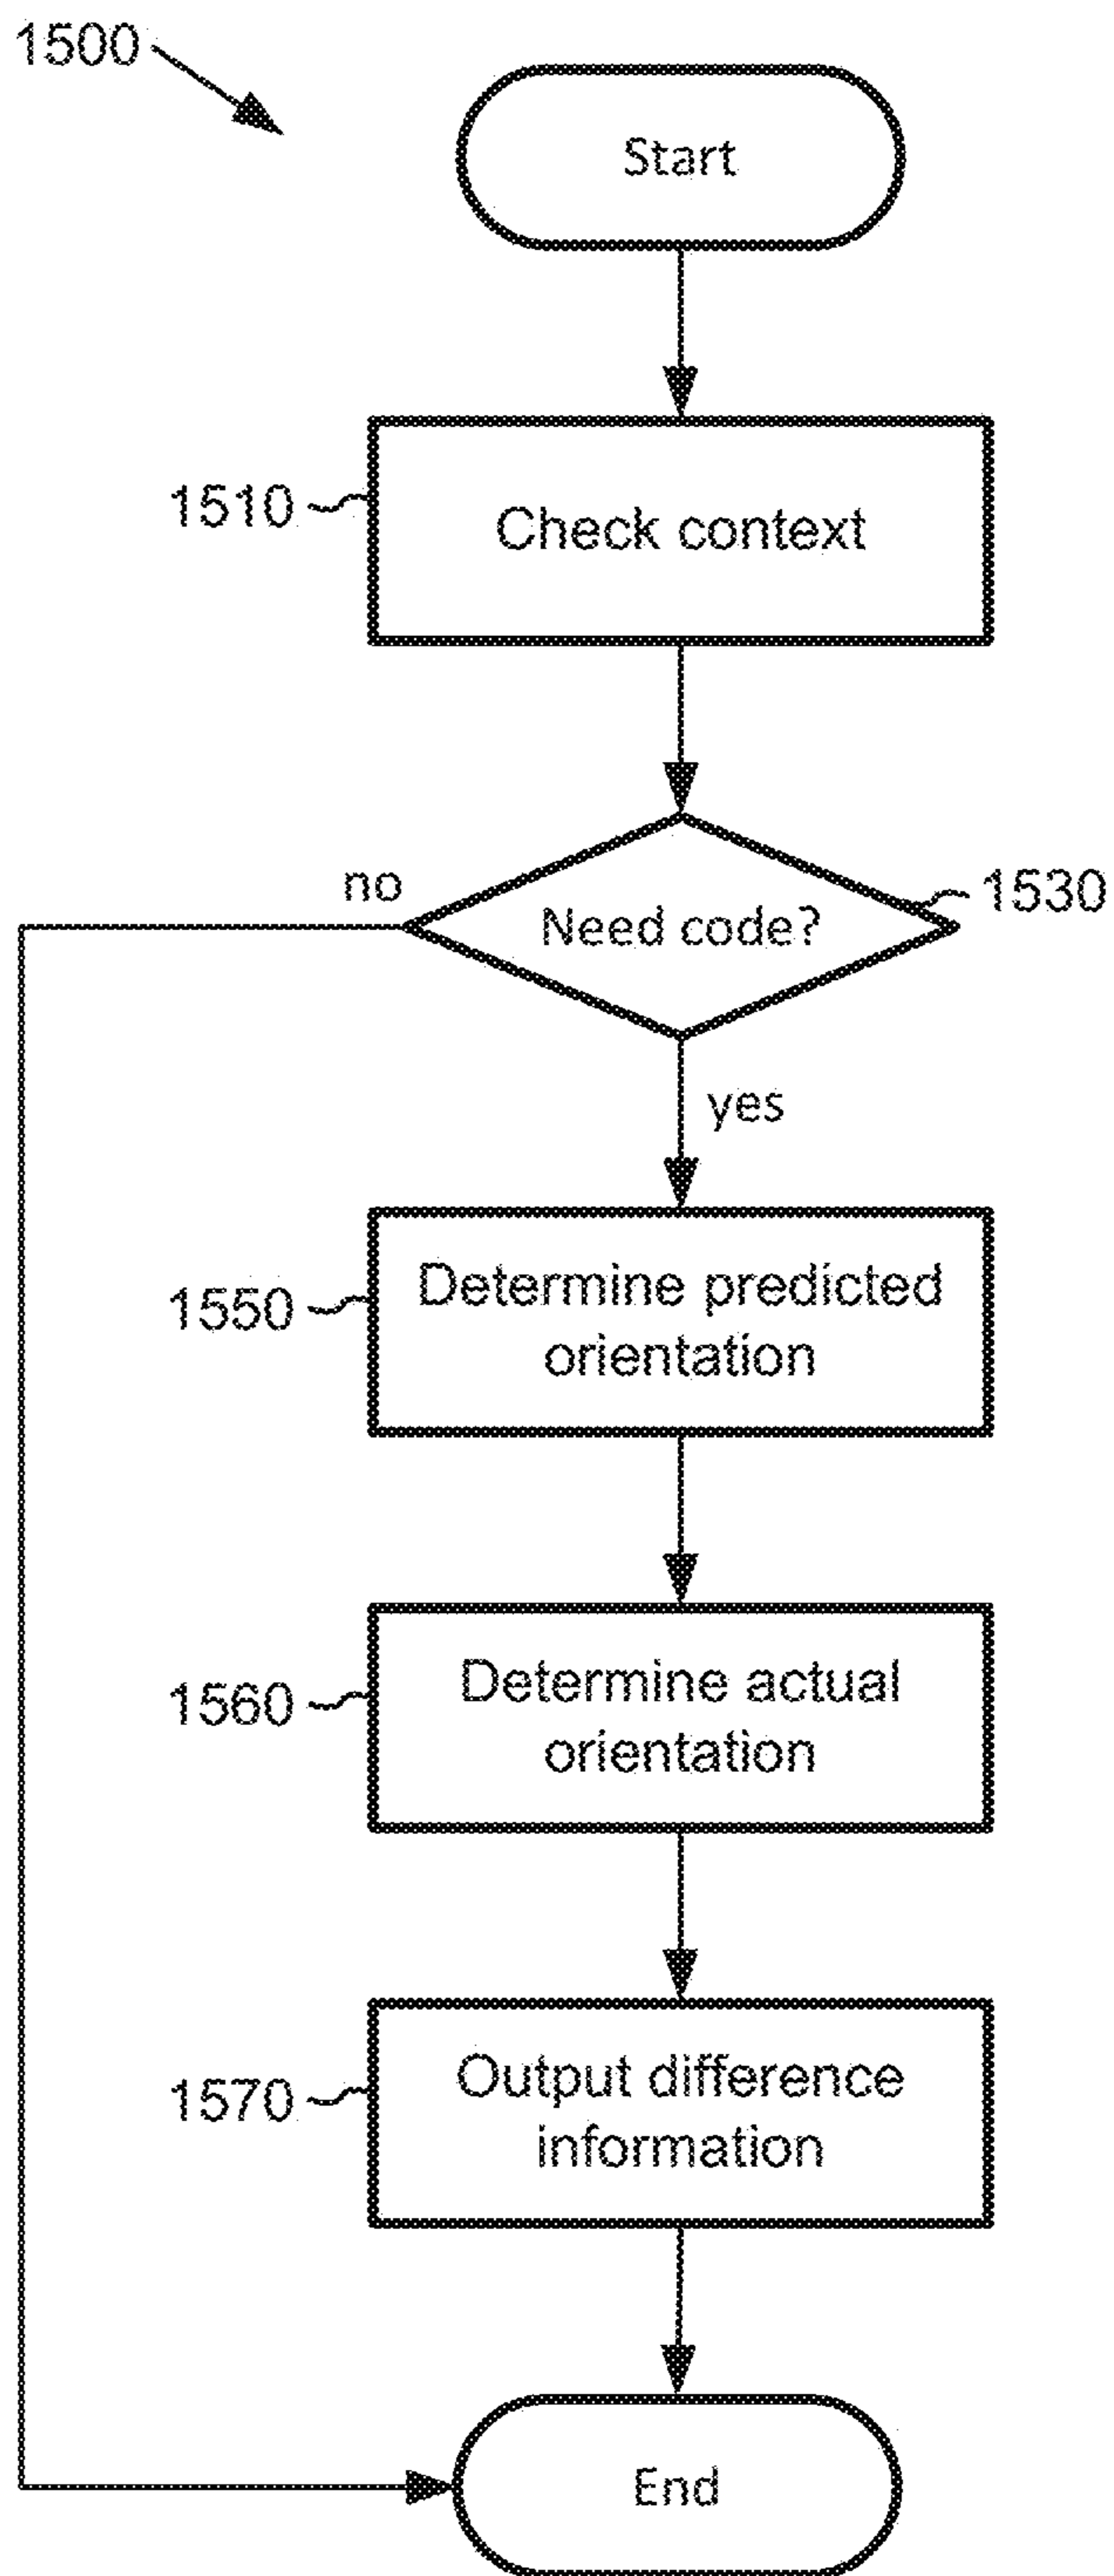 1500
Start
1510
Check context
no
Need code?
1530
yes
1550
Determine predicted
orientation
1560
Determine actual
orientation
1570
Output difference
information
End